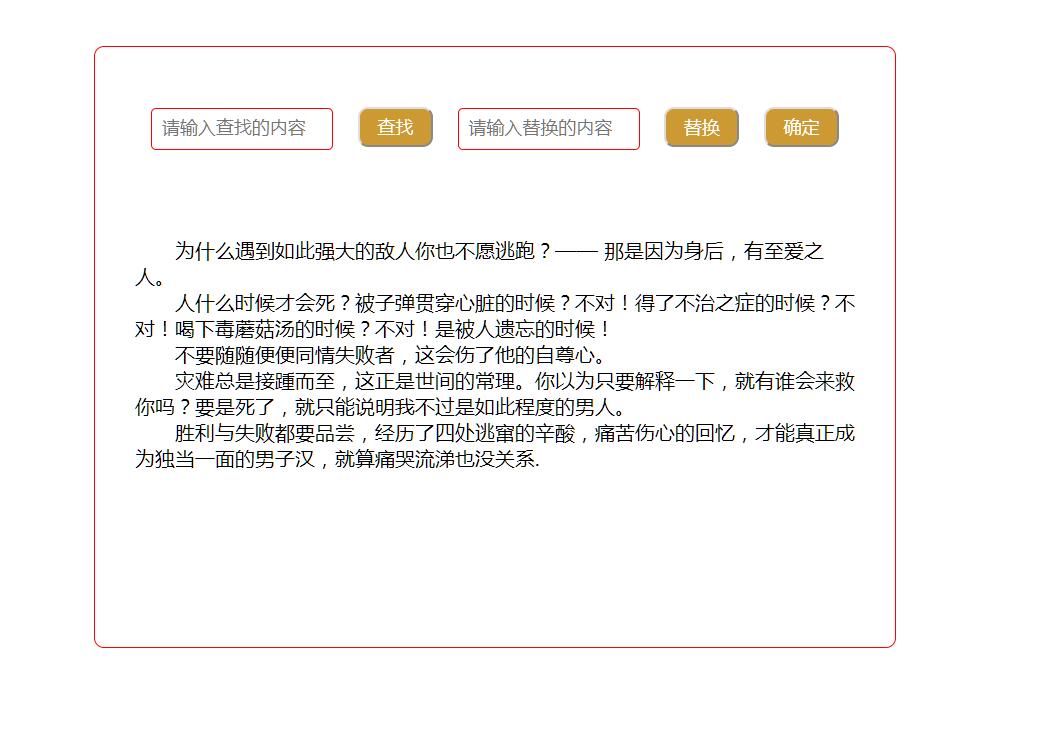 请输入查找的内容 查找 请输入替换的内容 替换 确定
为什么遇到如此强大的敌人你也不愿逃跑？—— 那是因为身后，有至爱之
人。
人什么时候才会死？被子弹贯穿心脏的时候？不对！得了不治之症的时候？不
对！喝下毒蘑菇汤的时候？不对！是被人遗忘的时候！
不要随随便便同情失败者，这会伤了他的自尊心。
灾难总是接踵而至，这正是世间的常理。你以为只要解释一下，就有谁会来救
你吗？要是死了，就只能说明我不过是如此程度的男人。
胜利与失败都要品尝，经历了四处逃窜的辛酸，痛苦伤心的回忆，才能真正成
为独当一面的男子汉，就算痛哭流涕也没关系.